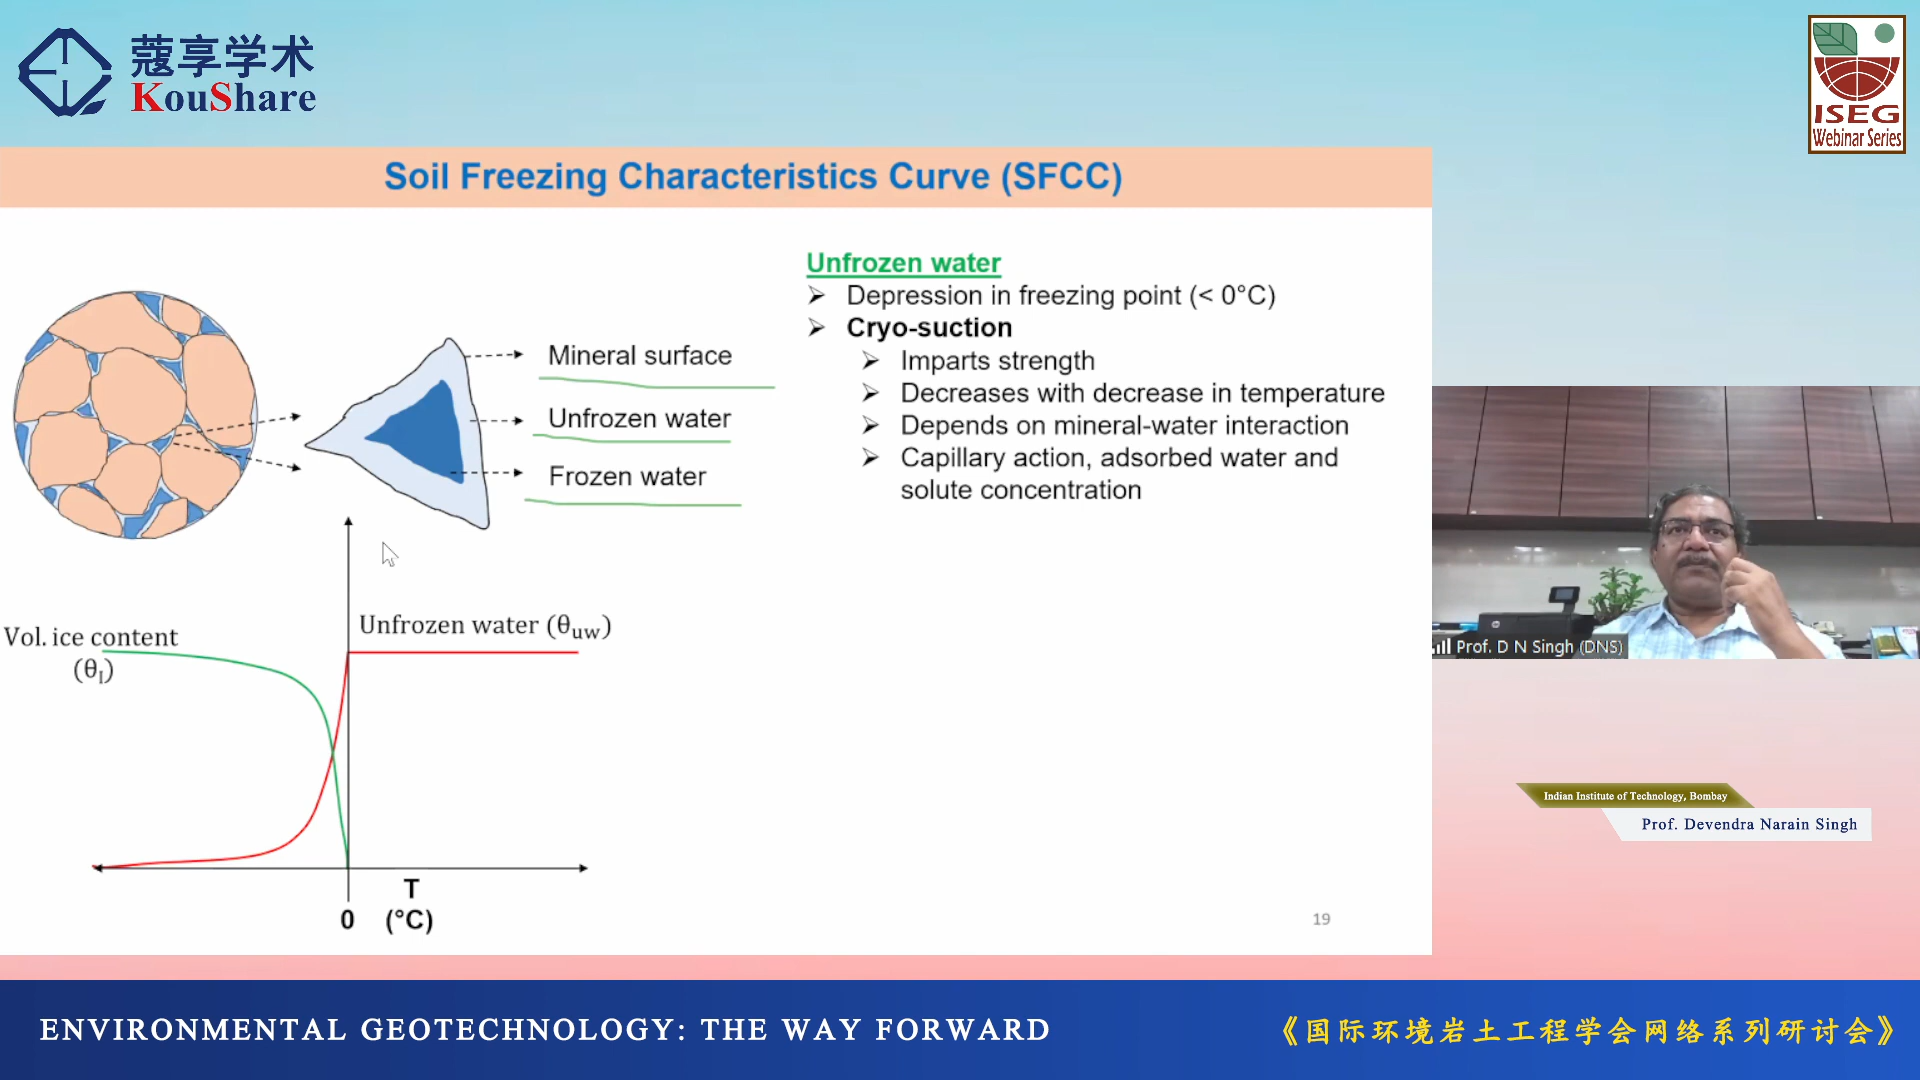 蔻享学术
KouShare
ISEG
Webinar Series
Soil Freezing Characteristics Curve (SFCC)
Mineral surface
Unfrozen water
Frozen water
Unfrozen water
Depression in freezing point (< 0°C)
Cryo-suction
Imparts strength
Decreases with decrease in temperature
Depends on mineral-water interaction
Capillary action, adsorbed water and
solute concentration
Vol. ice content
(θI)
Unfrozen water (θuw)
T
0 (°C)
19
Prof. D N Singh (DNS)
Indian Institute of Technology, Bombay
Prof. Devendra Narain Singh
ENVIRONMENTAL GEOTECHNOLOGY: THE WAY FORWARD
《国际环境岩土工程学会网络系列研讨会》